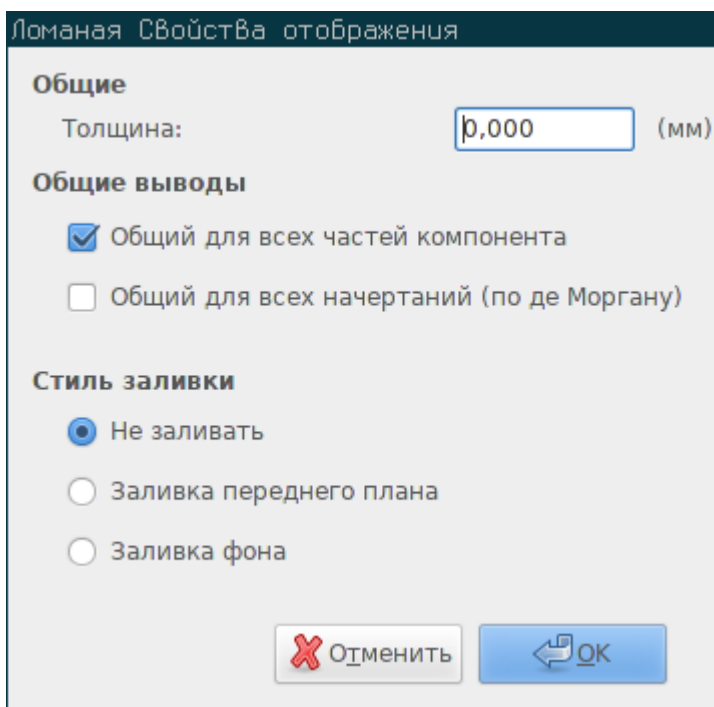 Ломаная Свойства отображения
Общие
Толщина: 0,000 (мм)
Общие выводы
Общий для всех частей компонента
Общий для всех начертаний (по де Моргану)
Стиль заливки
Не заливать
Заливка переднего плана
Заливка фона
Отменить OK